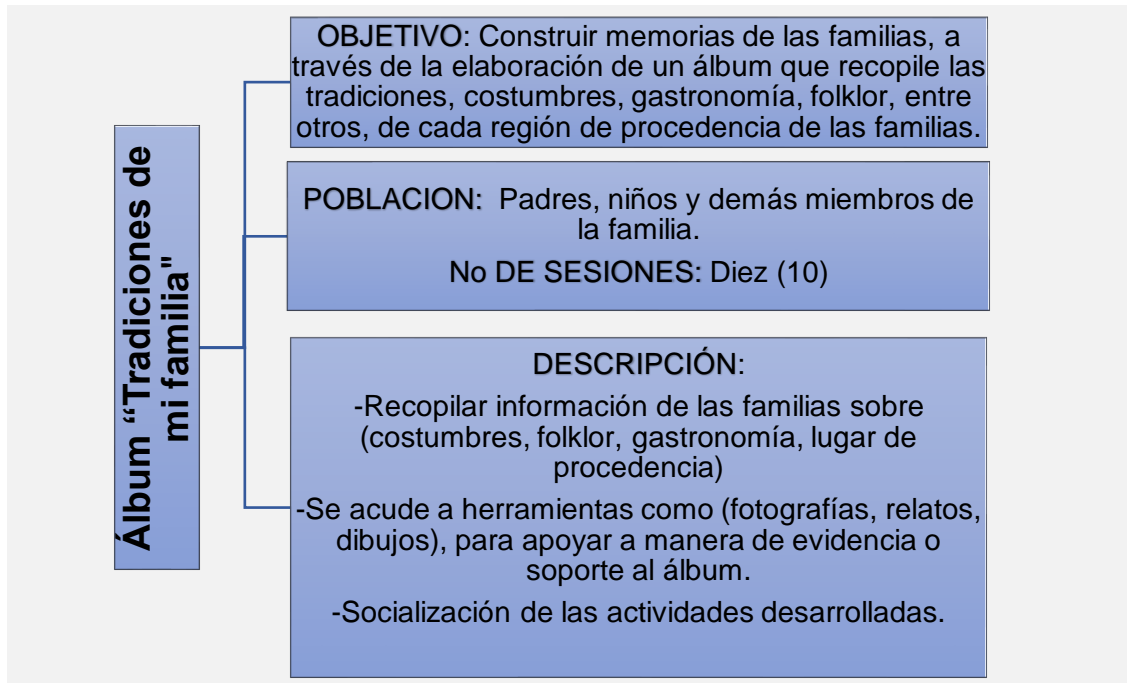 Álbum “Tradiciones de
mi familia"
OBJETIVO: Construir memorias de las familias, a
través de la elaboración de un álbum que recopile las
tradiciones, costumbres, gastronomía, folklor, entre
otros, de cada región de procedencia de las familias.
POBLACION: Padres, niños y demás miembros de
la familia.
No DE SESIONES: Diez (10)
DESCRIPCIÓN:
-Recopilar información de las familias sobre
(costumbres, folklor, gastronomía, lugar de
procedencia)
-Se acude a herramientas como (fotografías, relatos,
dibujos), para apoyar a manera de evidencia o
soporte al álbum.
-Socialización de las actividades desarrolladas.